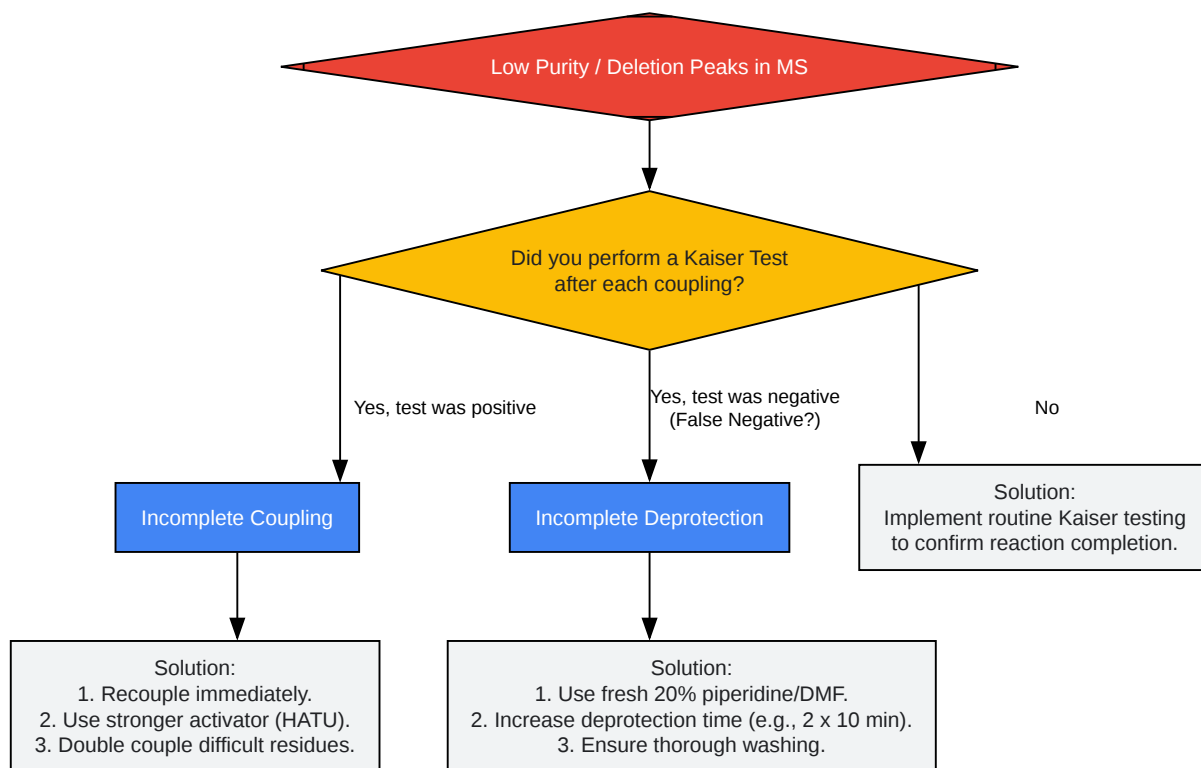 Low Purity / Deletion Peaks in MS
Did you perform a Kaiser Test
after each coupling?
Yes, test was positive
Yes, test was negative
(False Negative?)
No
Incomplete Coupling
Incomplete Deprotection
Solution:
Implement routine Kaiser testing
to confirm reaction completion.
Solution:
1. Recouple immediately.
2. Use stronger activator (HATU).
3. Double couple difficult residues.
Solution:
1. Use fresh 20% piperidine/DMF.
2. Increase deprotection time (e.g., 2 x 10 min).
3. Ensure thorough washing.